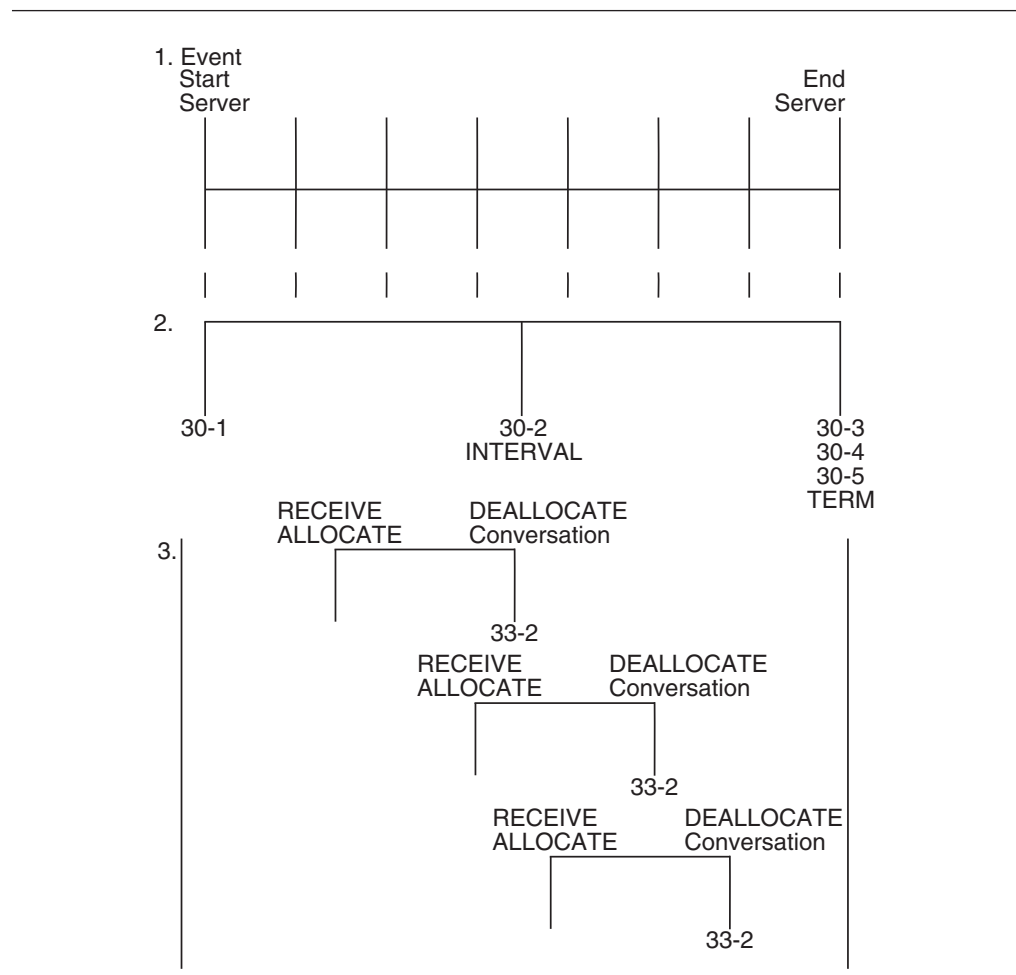 1. Event
Start
Server
End
Server
2.
30-1
30-2
INTERVAL
30-3
30-4
30-5
TERM
3.
RECEIVE
ALLOCATE
DEALLOCATE
Conversation
33-2
RECEIVE
ALLOCATE
DEALLOCATE
Conversation
33-2
RECEIVE
ALLOCATE
DEALLOCATE
Conversation
33-2